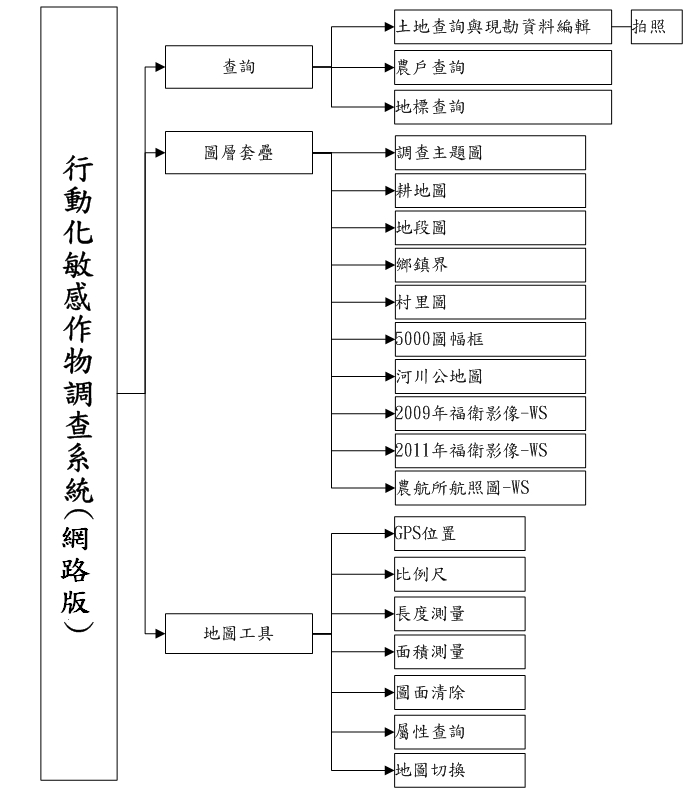 行動化敏感作物調查系統(網路版)
查詢
土地查詢與現勘資料編輯
拍照
農戶查詢
地標查詢
圖層套疊
調查主題圖
耕地圖
地段圖
鄉鎮界
村里圖
5000圖幅框
河川公地圖
2009年福衛影像-WS
2011年福衛影像-WS
農航所航照圖-WS
地圖工具
GPS位置
比例尺
長度測量
面積測量
圖面清除
屬性查詢
地圖切換